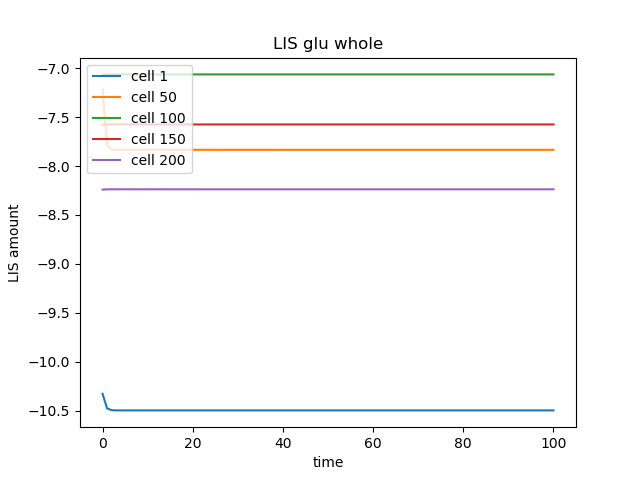 LIS glu whole
−7.0
−7.5
−8.0
−8.5
−9.0
−9.5
−10.0
−10.5
LIS amount
cell 1
cell 50
cell 100
cell 150
cell 200
0
20
40
60
80
100
time